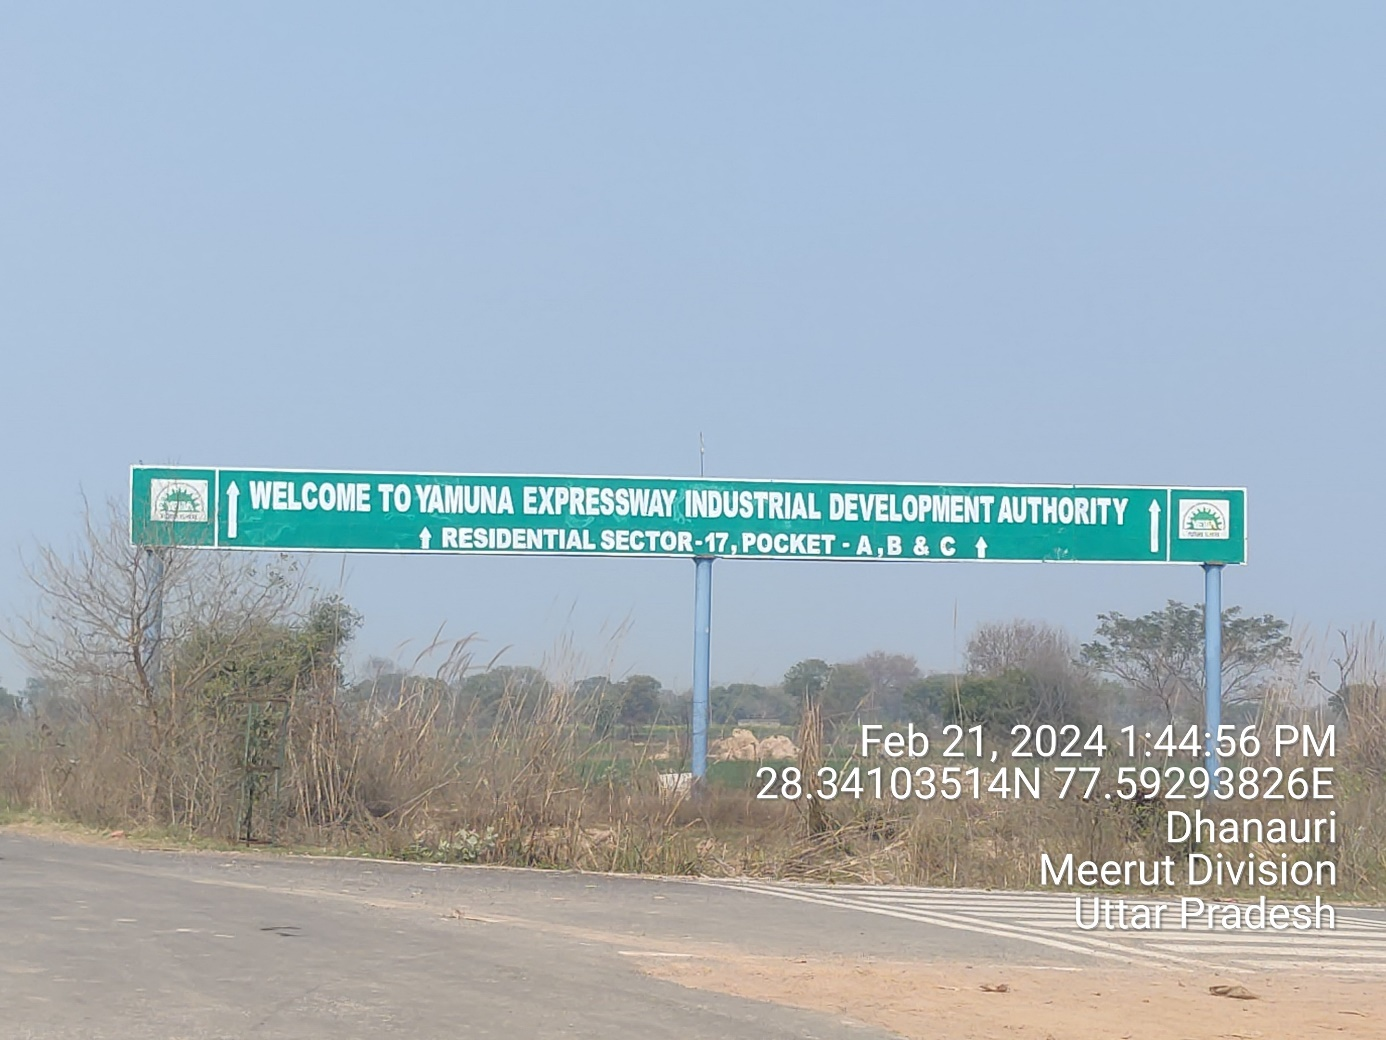 WELCOME TO YAMUNA EXPRESSWAY INDUSTRIAL DEVELOPMENT AUTHORITY
RESIDENTIAL SECTOR-17, POCKET - A, B & C
Feb 21, 2024 1:44:56 PM
28.34103514N 77.59293826E
Dhanauri
Meerut Division
Uttar Pradesh